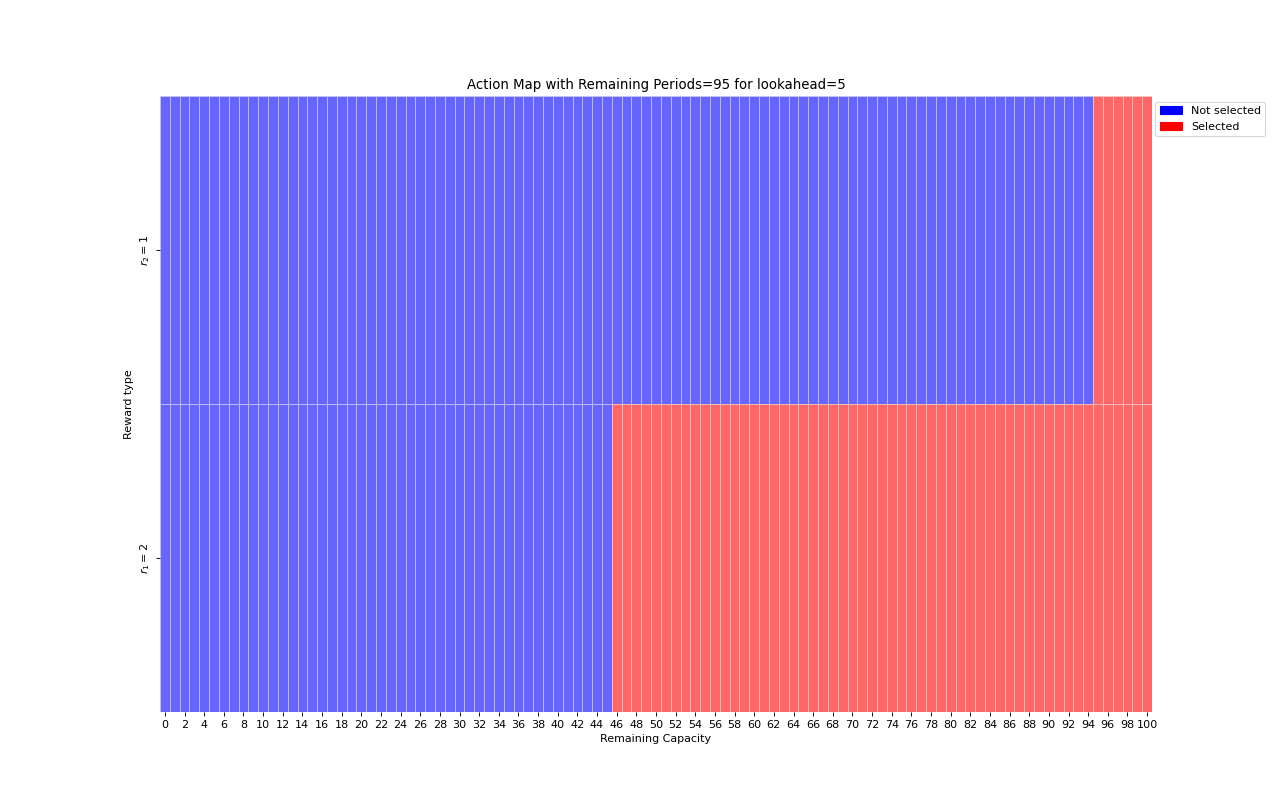 Action Map with Remaining Periods=95 for lookahead=5
Not selected
Selected
r₂ = 1
Reward type
r₁ = 2
0 2 4 6 8 10 12 14 16 18 20 22 24 26 28 30 32 34 36 38 40 42 44 46 48 50 52 54 56 58 60 62 64 66 68 70 72 74 76 78 80 82 84 86 88 90 92 94 96 98 100
Remaining Capacity